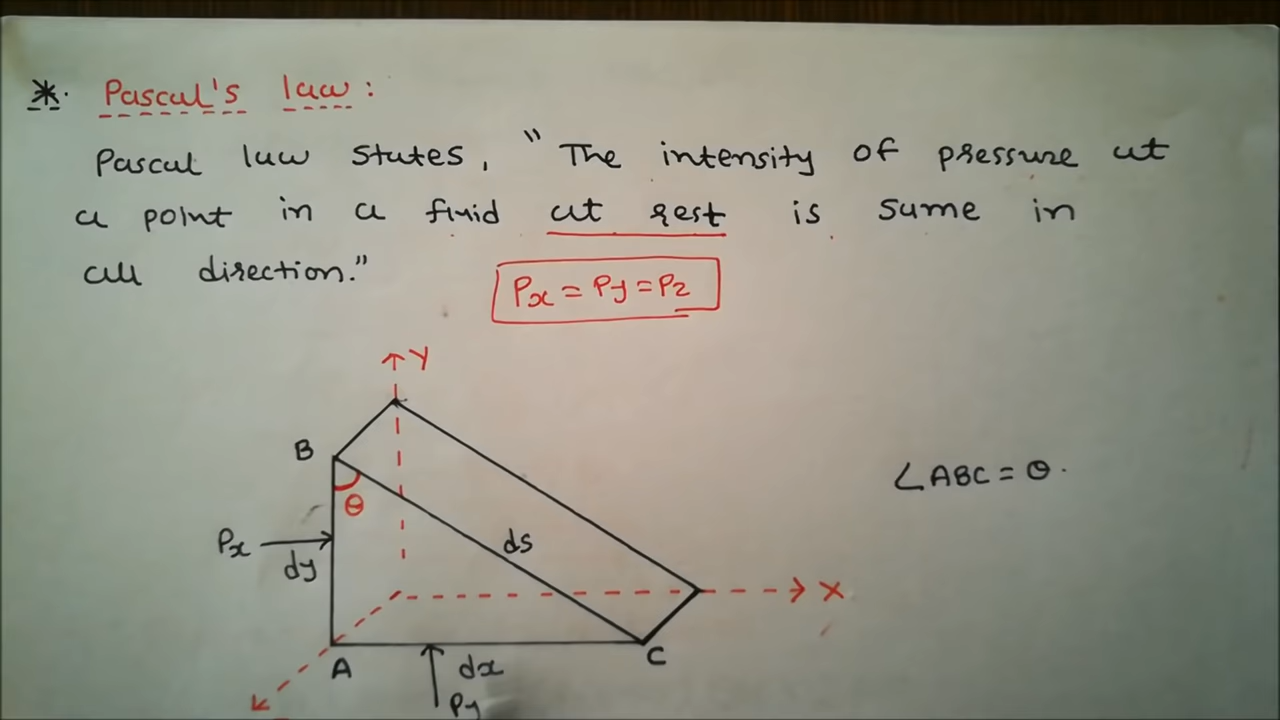 *. Pascal's law:
Pascal law states, "The intensity of pressure at
a point in a fluid at rest is same in
all direction."
Px = Py = Pz
Y
B
∠ABC = θ.
θ
Px
dy
ds
X
A
dx
C
Py